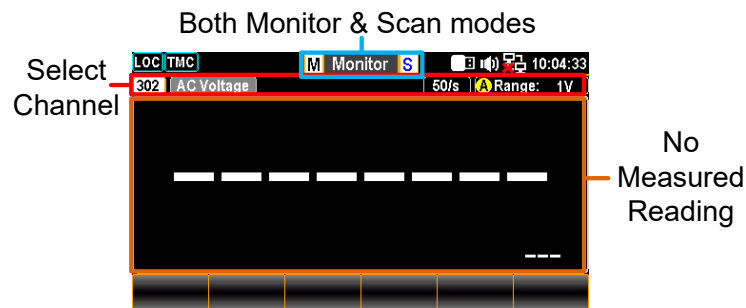 Both Monitor & Scan modes
LOC TMC M Monitor S 10:04:33
Select
Channel
302 AC Voltage 50/s A Range: 1V
No
Measured
Reading